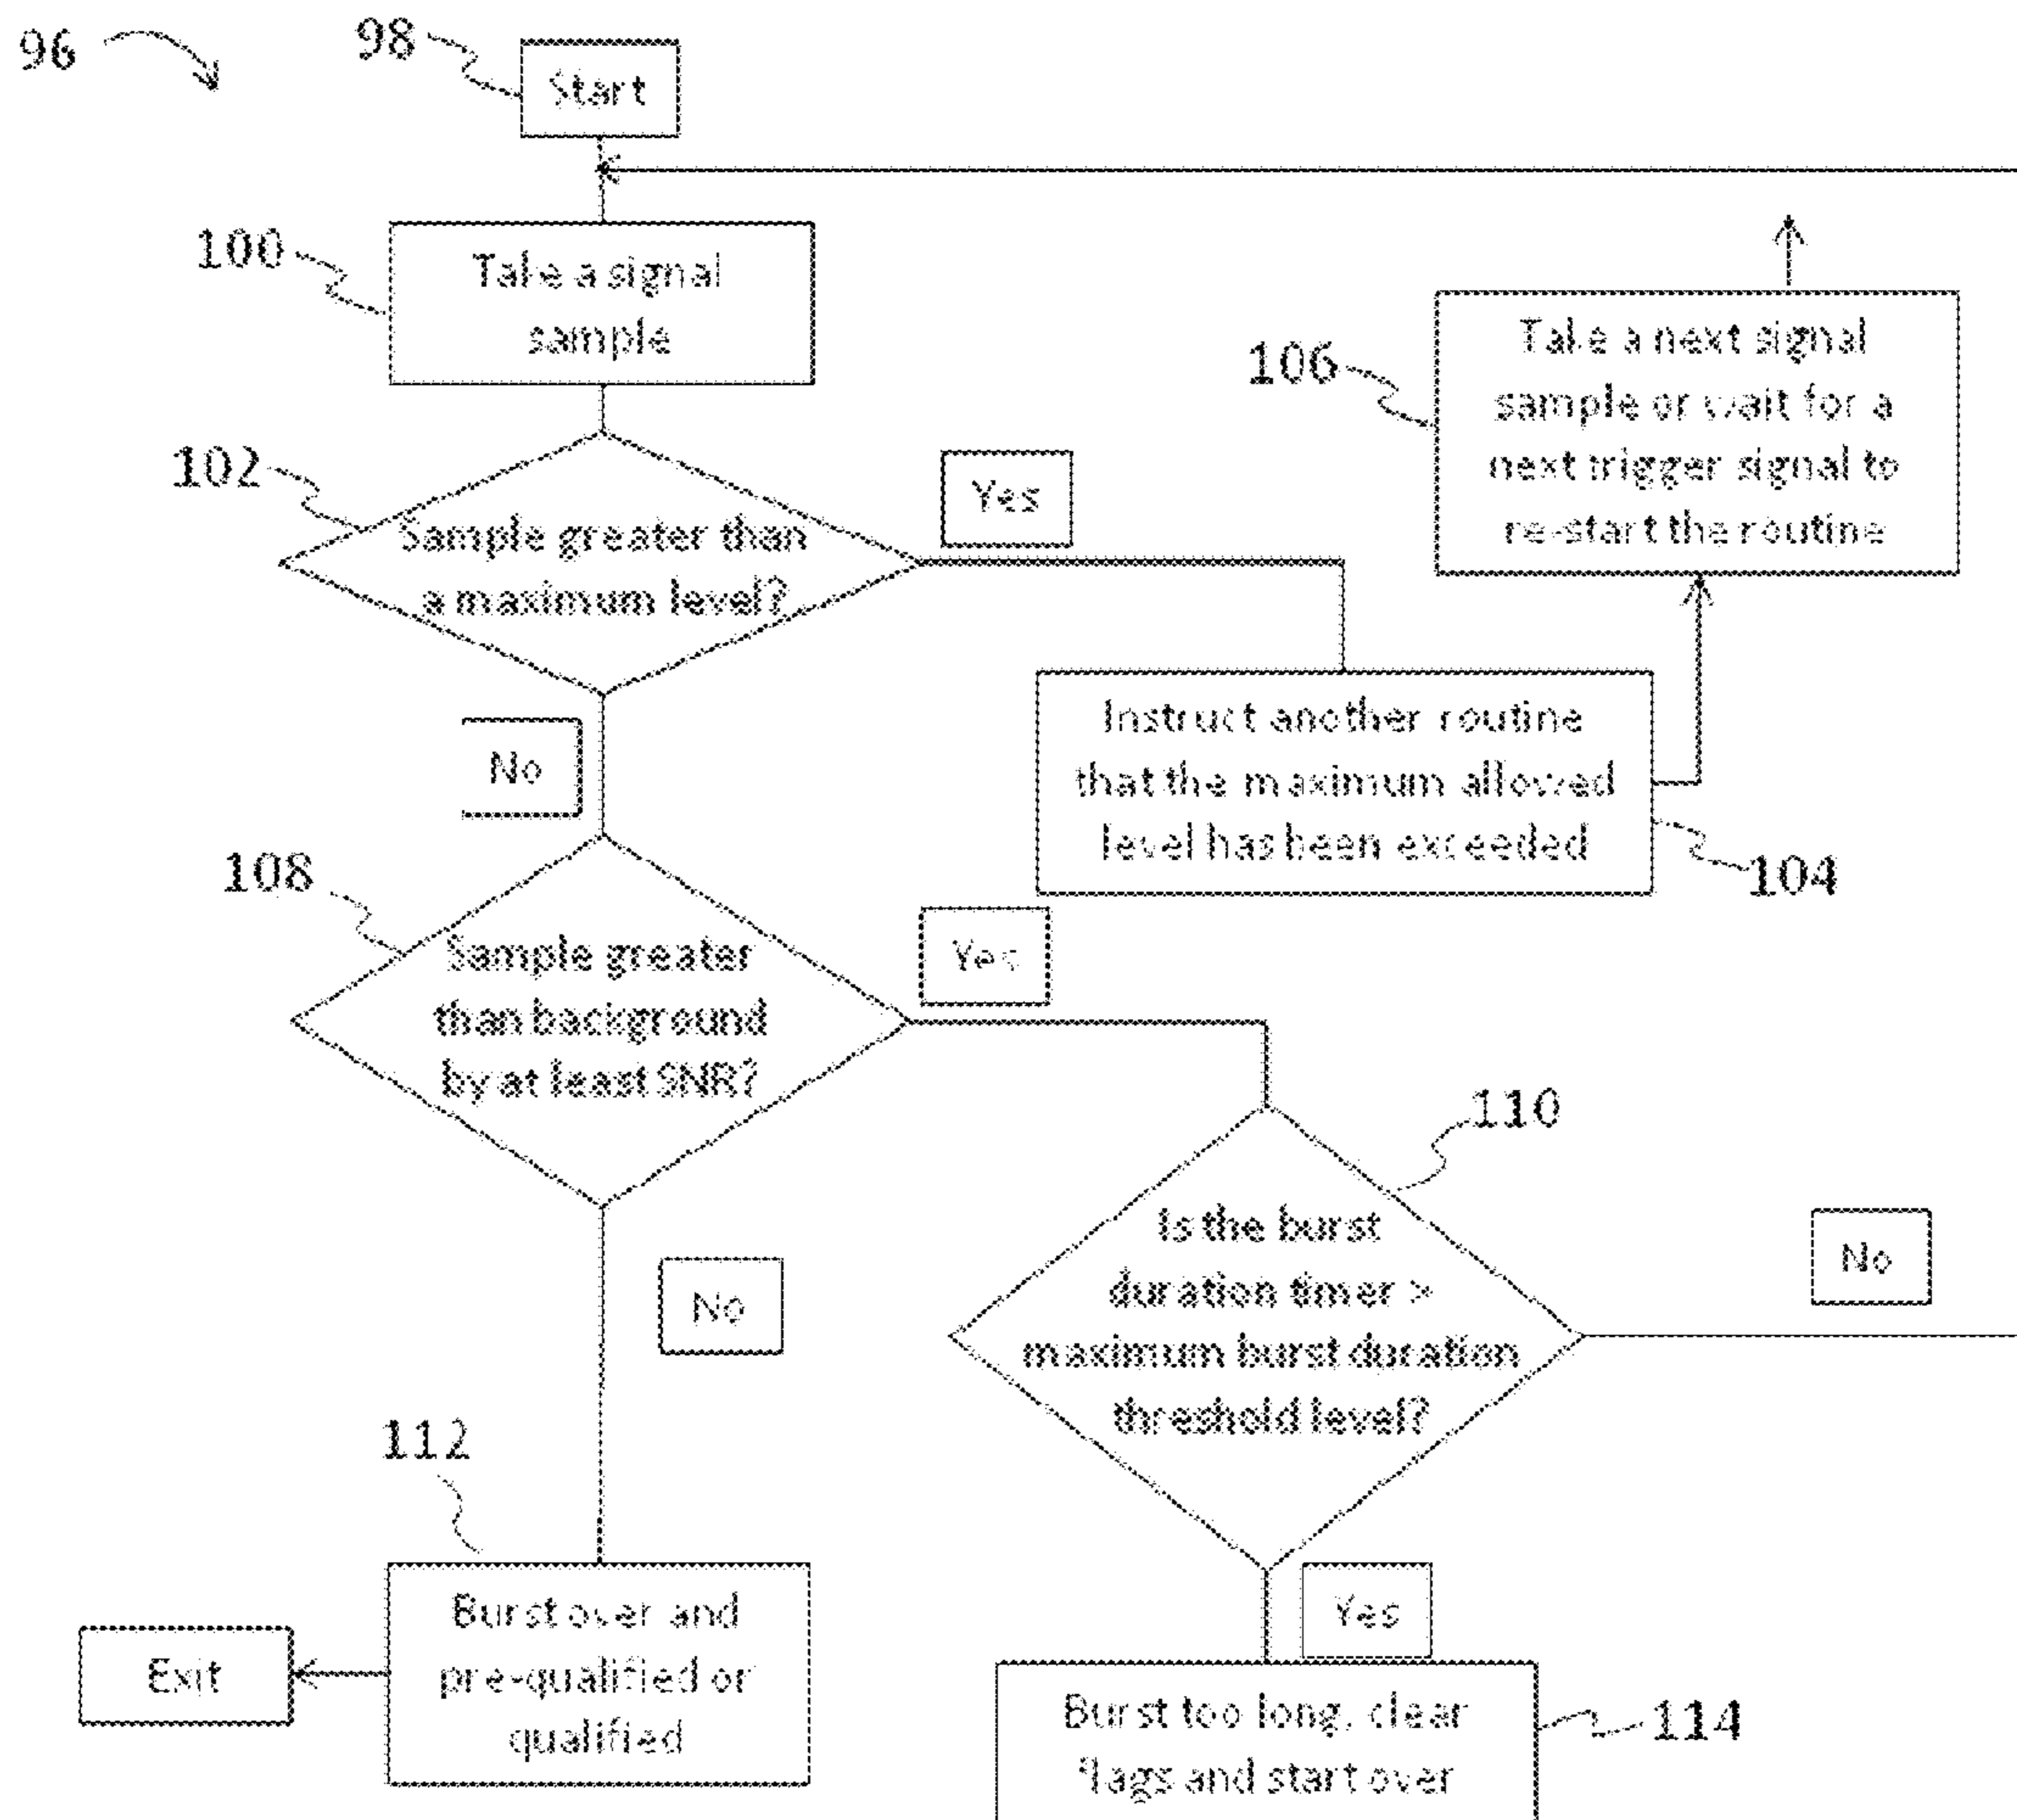 96
98
Start
100
Take a signal
sample
106
Take a next signal
sample or wait for a
next trigger signal to
re-start the routine
102
Sample greater than
a maximum level?
Yes
No
Instruct another routine
that the maximum allowed
level has been exceeded
104
108
Sample greater
than background
by at least SNR?
Yes
110
Is the burst
duration timer >
maximum burst duration
threshold level?
No
No
112
Burst over and
pre-qualified or
qualified
Exit
Yes
Burst too long, clear
flags and start over
114